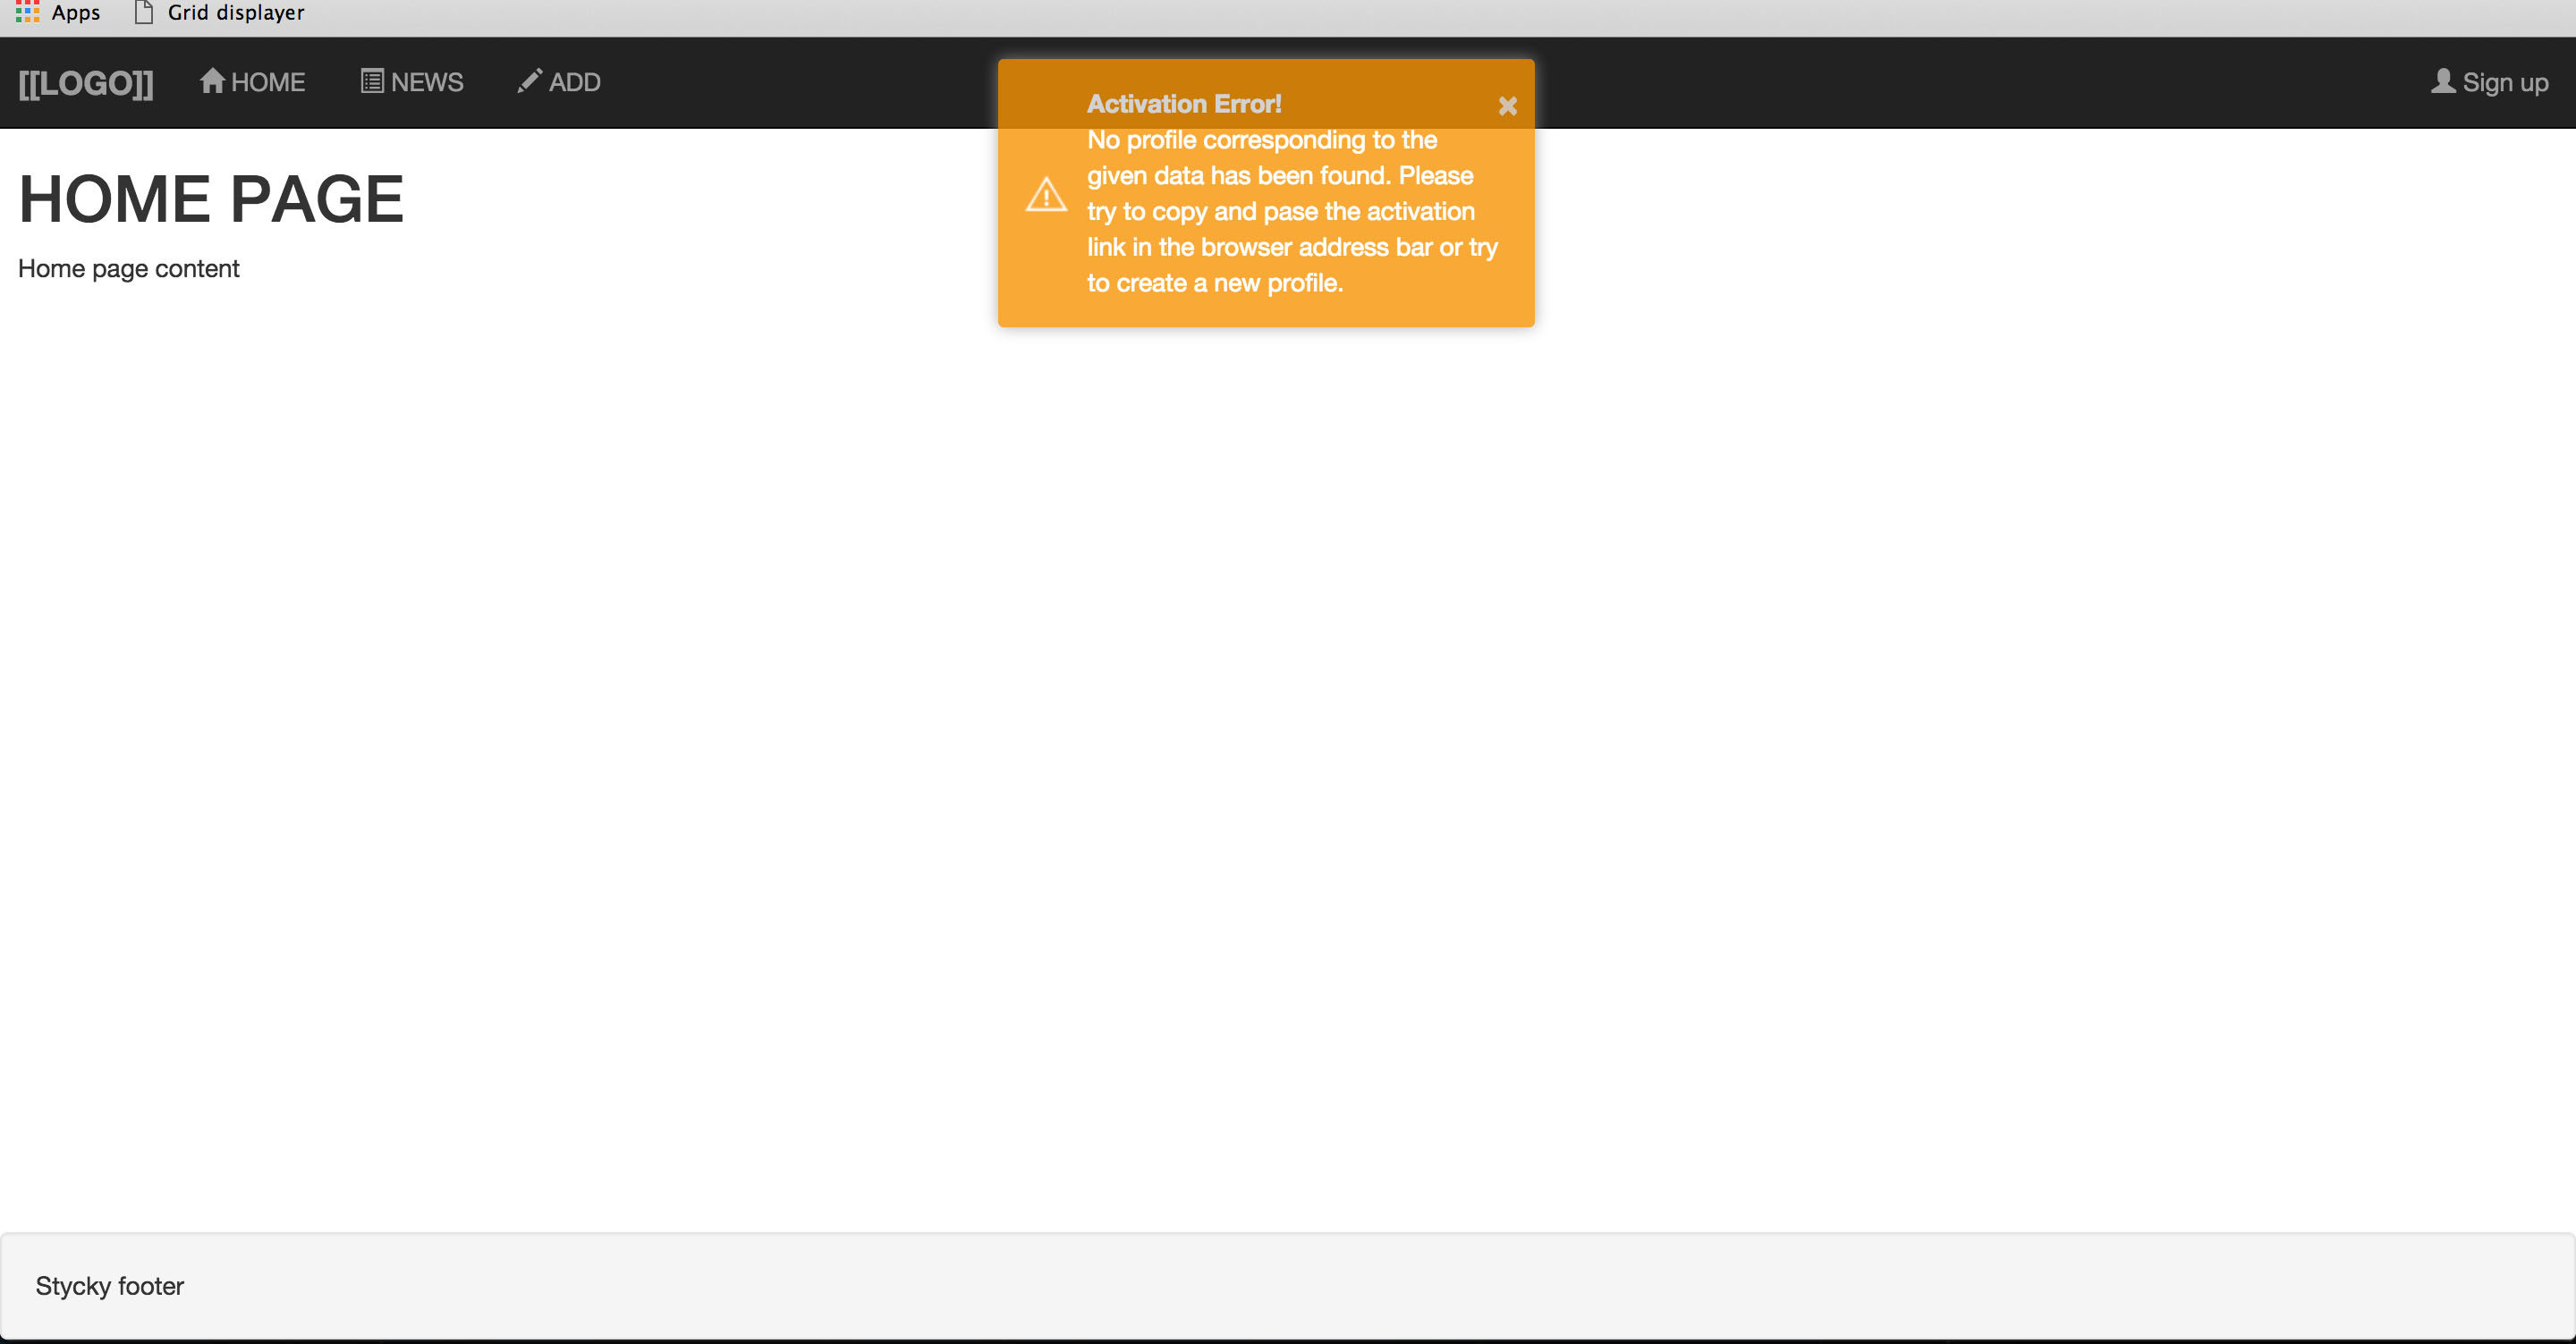 Apps Grid displayer
[[LOGO]] HOME NEWS ADD Sign up
Activation Error!
No profile corresponding to the
given data has been found. Please
try to copy and pase the activation
link in the browser address bar or try
to create a new profile.
HOME PAGE
Home page content
Stycky footer